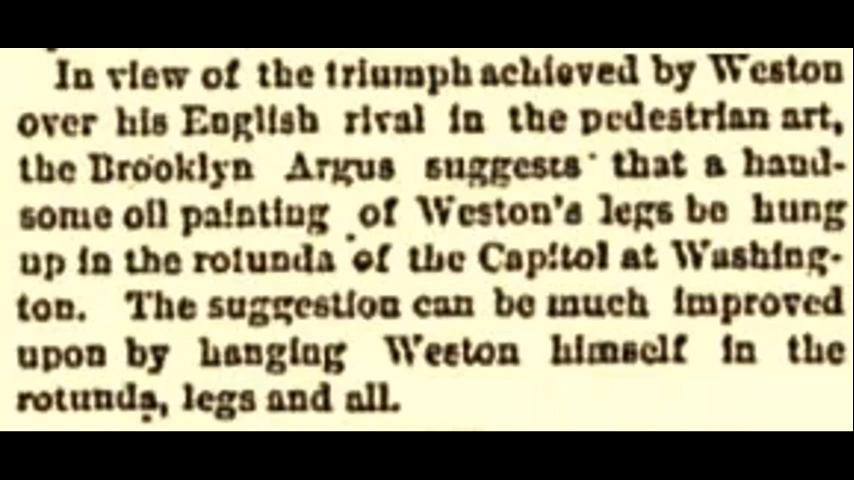 In view of the triumph achieved by Weston
over his English rival in the pedestrian art,
the Brooklyn Argus suggests that a hand-
some oil painting of Weston's legs be hung
up in the rotunda of the Capitol at Washing-
ton. The suggestion can be much improved
upon by hanging Weston himself in the
rotunda, legs and all.